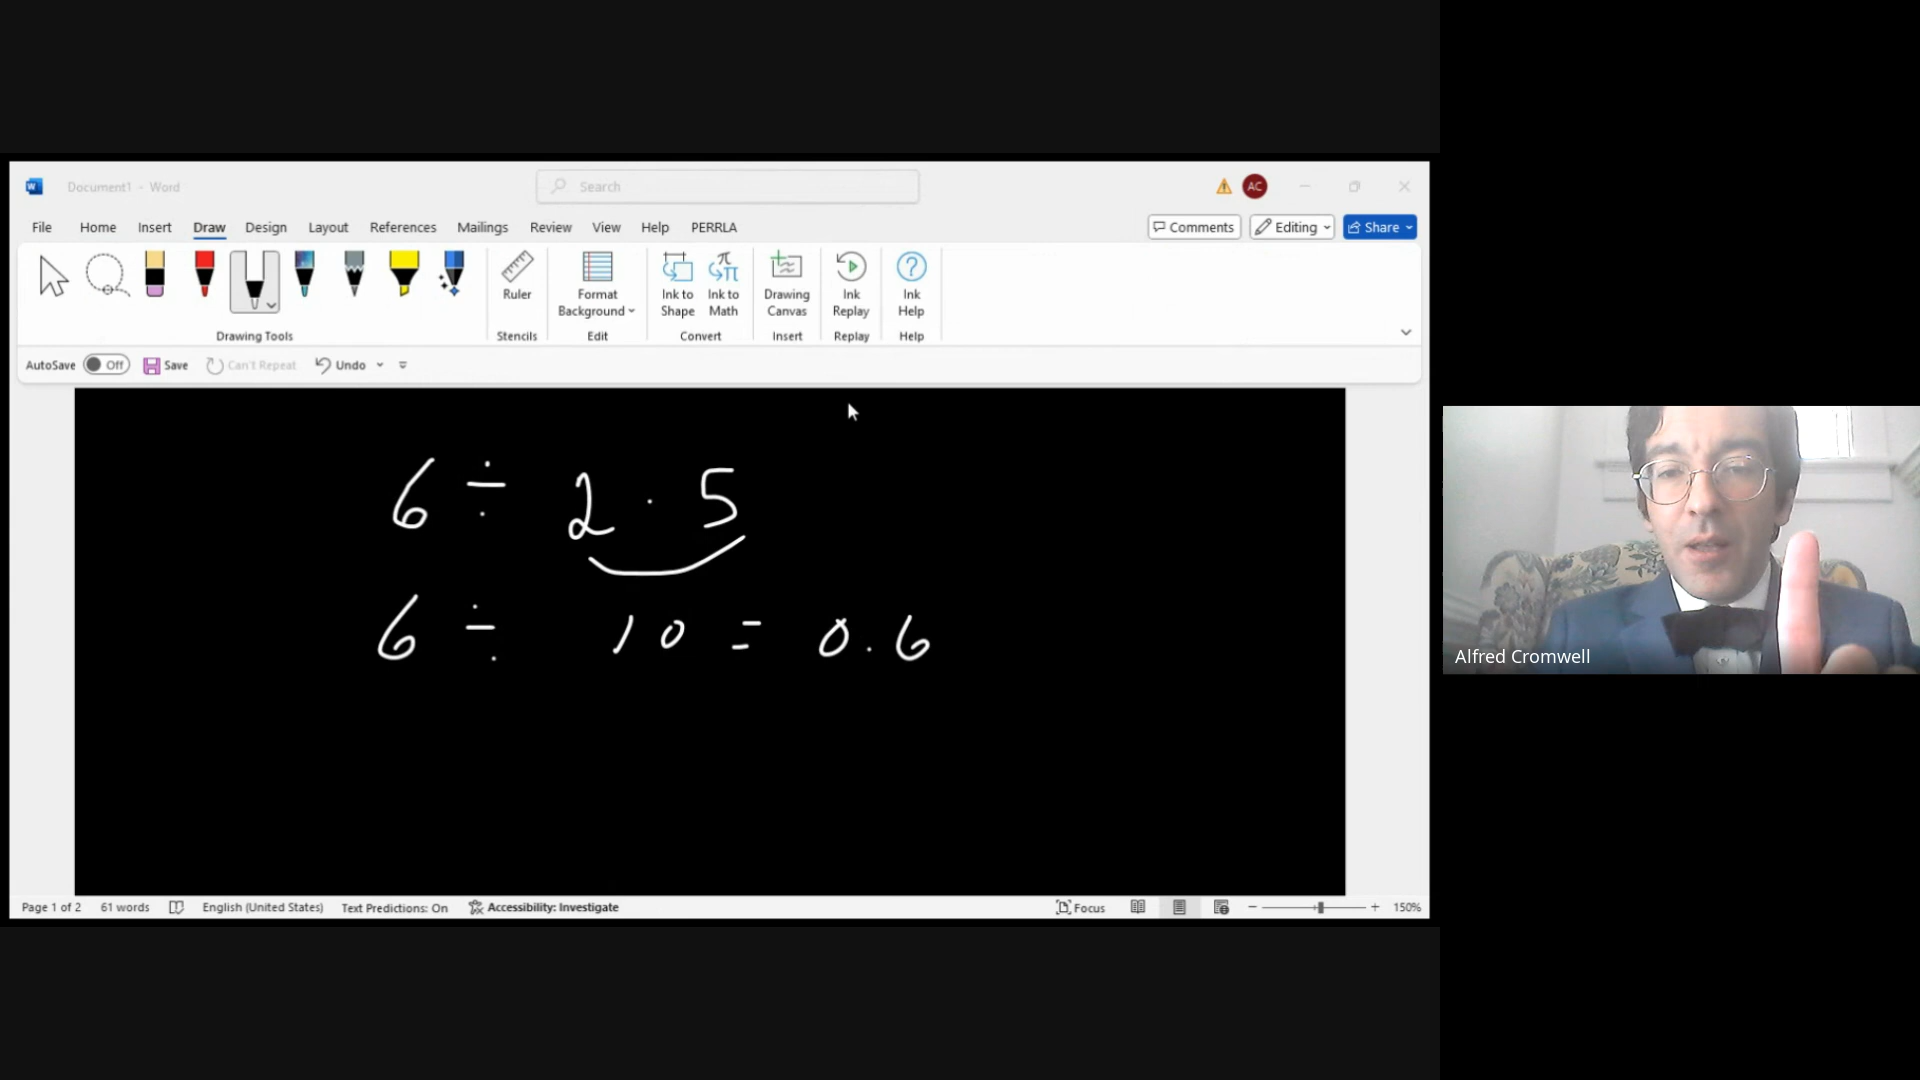 Document1 - Word
Search
AC
File Home Insert Draw Design Layout References Mailings Review View Help PERRLA
Comments Editing Share
Ruler
Format Background
Ink to Shape
Ink to Math
Drawing Canvas
Ink Replay
Ink Help
Drawing Tools Stencils Edit Convert Insert Replay Help
AutoSave Off Save Can't Repeat Undo
6 ÷ 2 · 5
6 ÷ 10 = 0.6
Alfred Cromwell
Page 1 of 2 61 words English (United States) Text Predictions: On Accessibility: Investigate Focus 150%